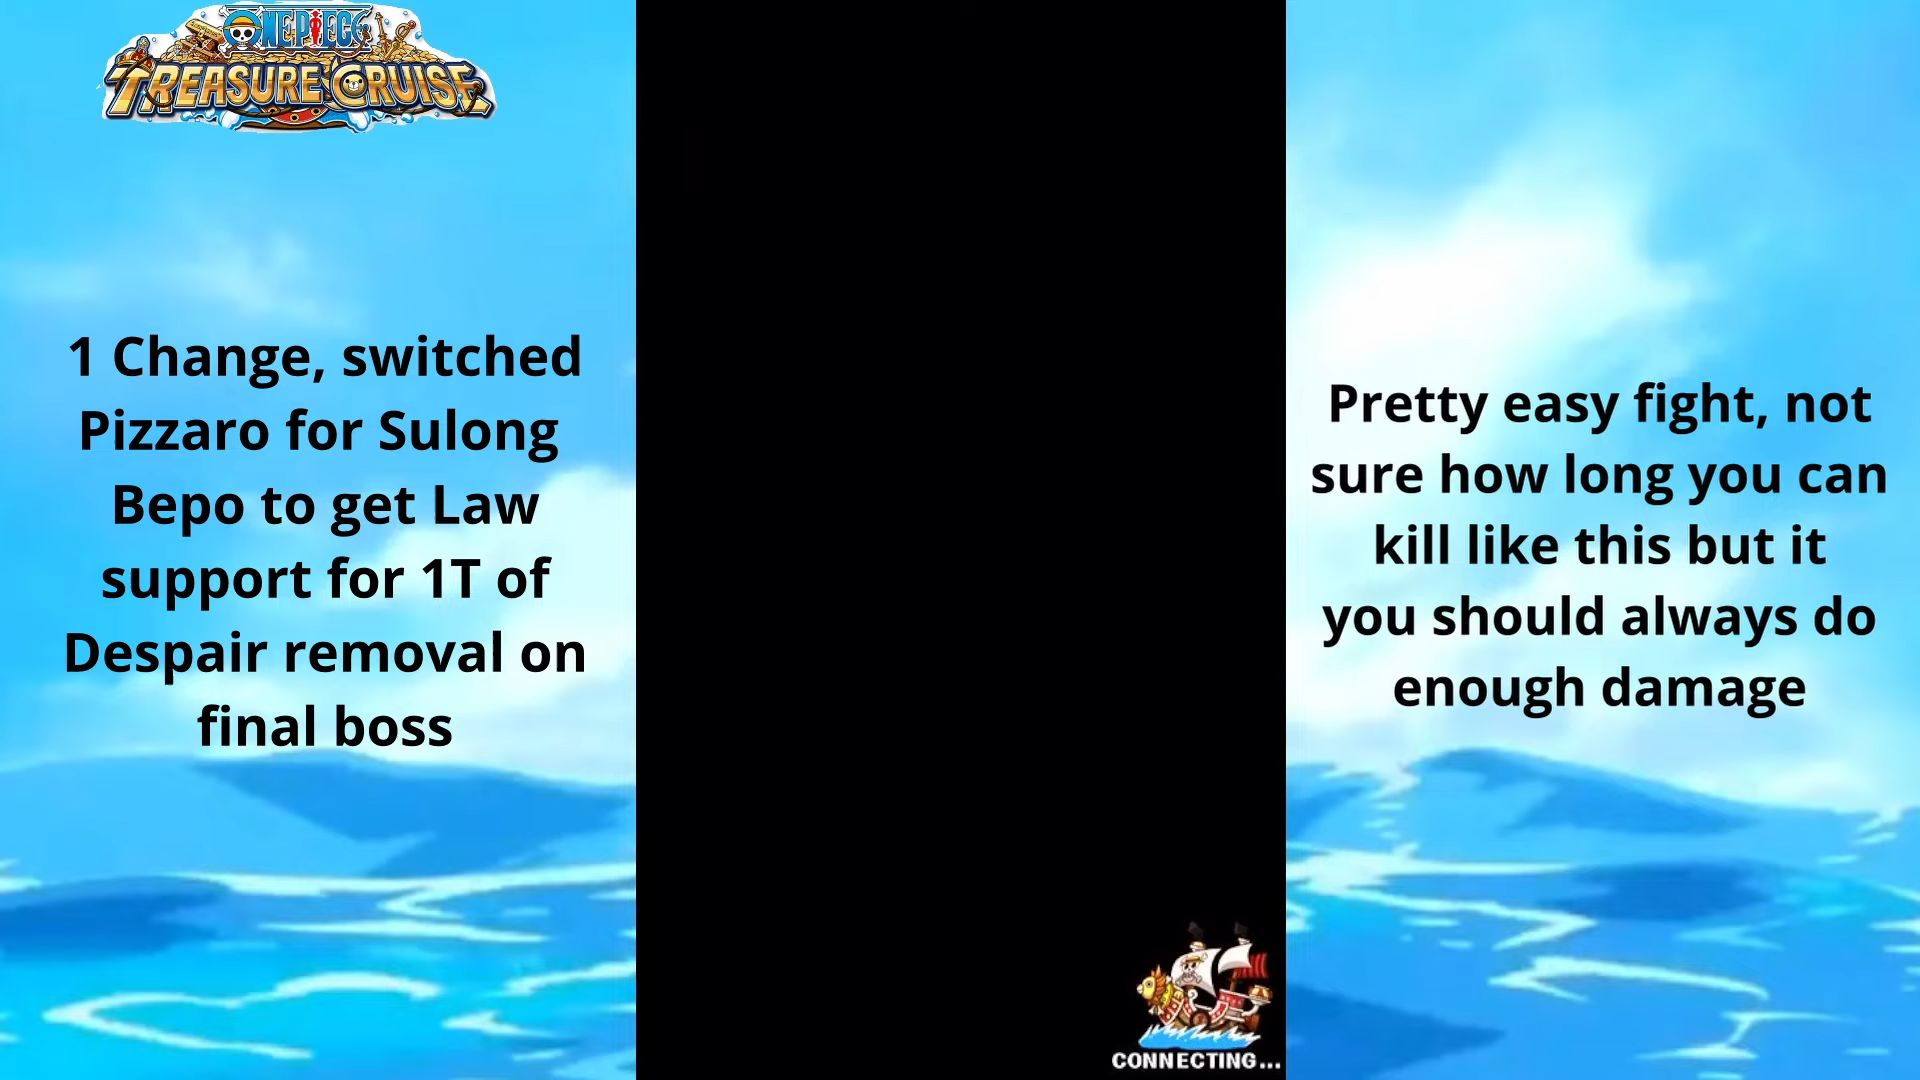 ONE PIECE
TREASURE CRUISE
1 Change, switched
Pizzaro for Sulong
Bepo to get Law
support for 1T of
Despair removal on
final boss
Pretty easy fight, not
sure how long you can
kill like this but it
you should always do
enough damage
CONNECTING...